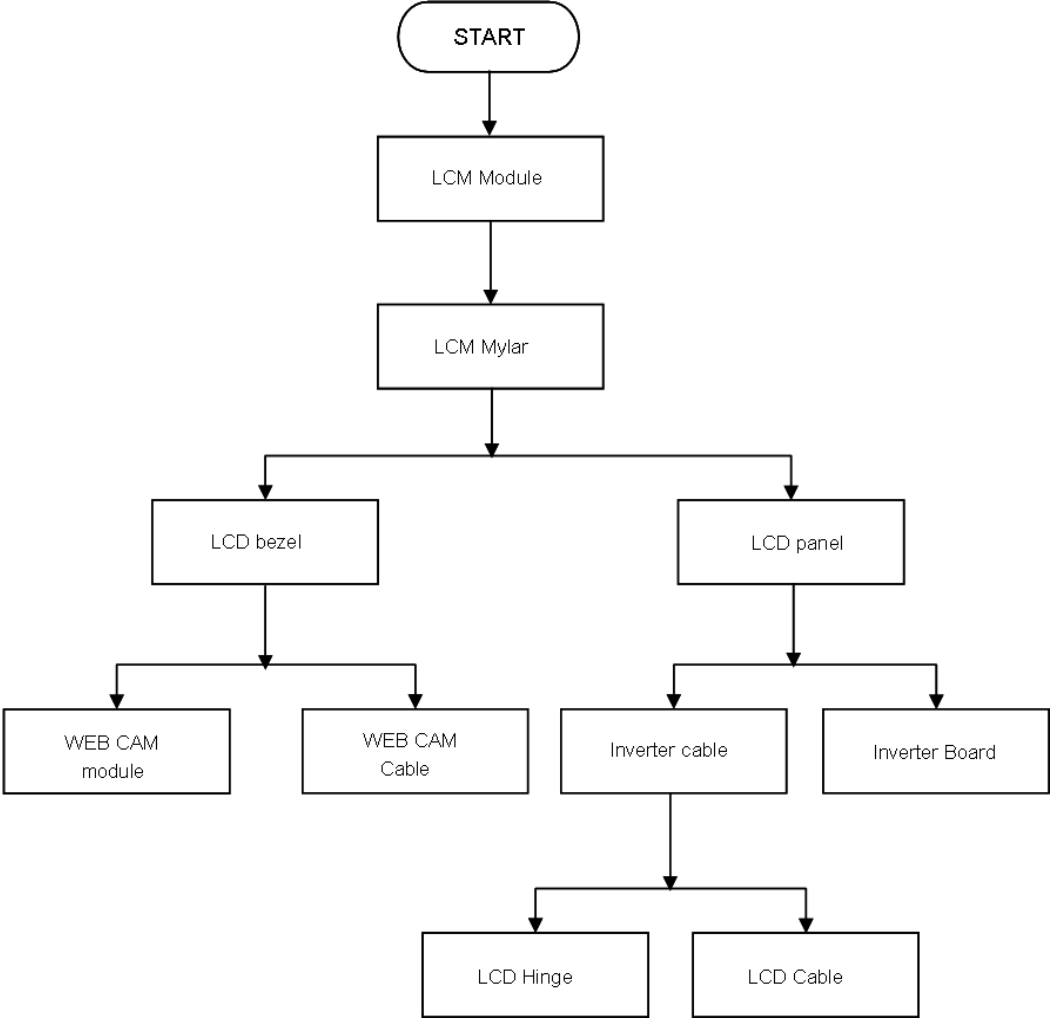 START
LCM Module
LCM Mylar
LCD bezel
LCD panel
WEB CAM
module
WEB CAM
Cable
Inverter cable
Inverter Board
LCD Hinge
LCD Cable